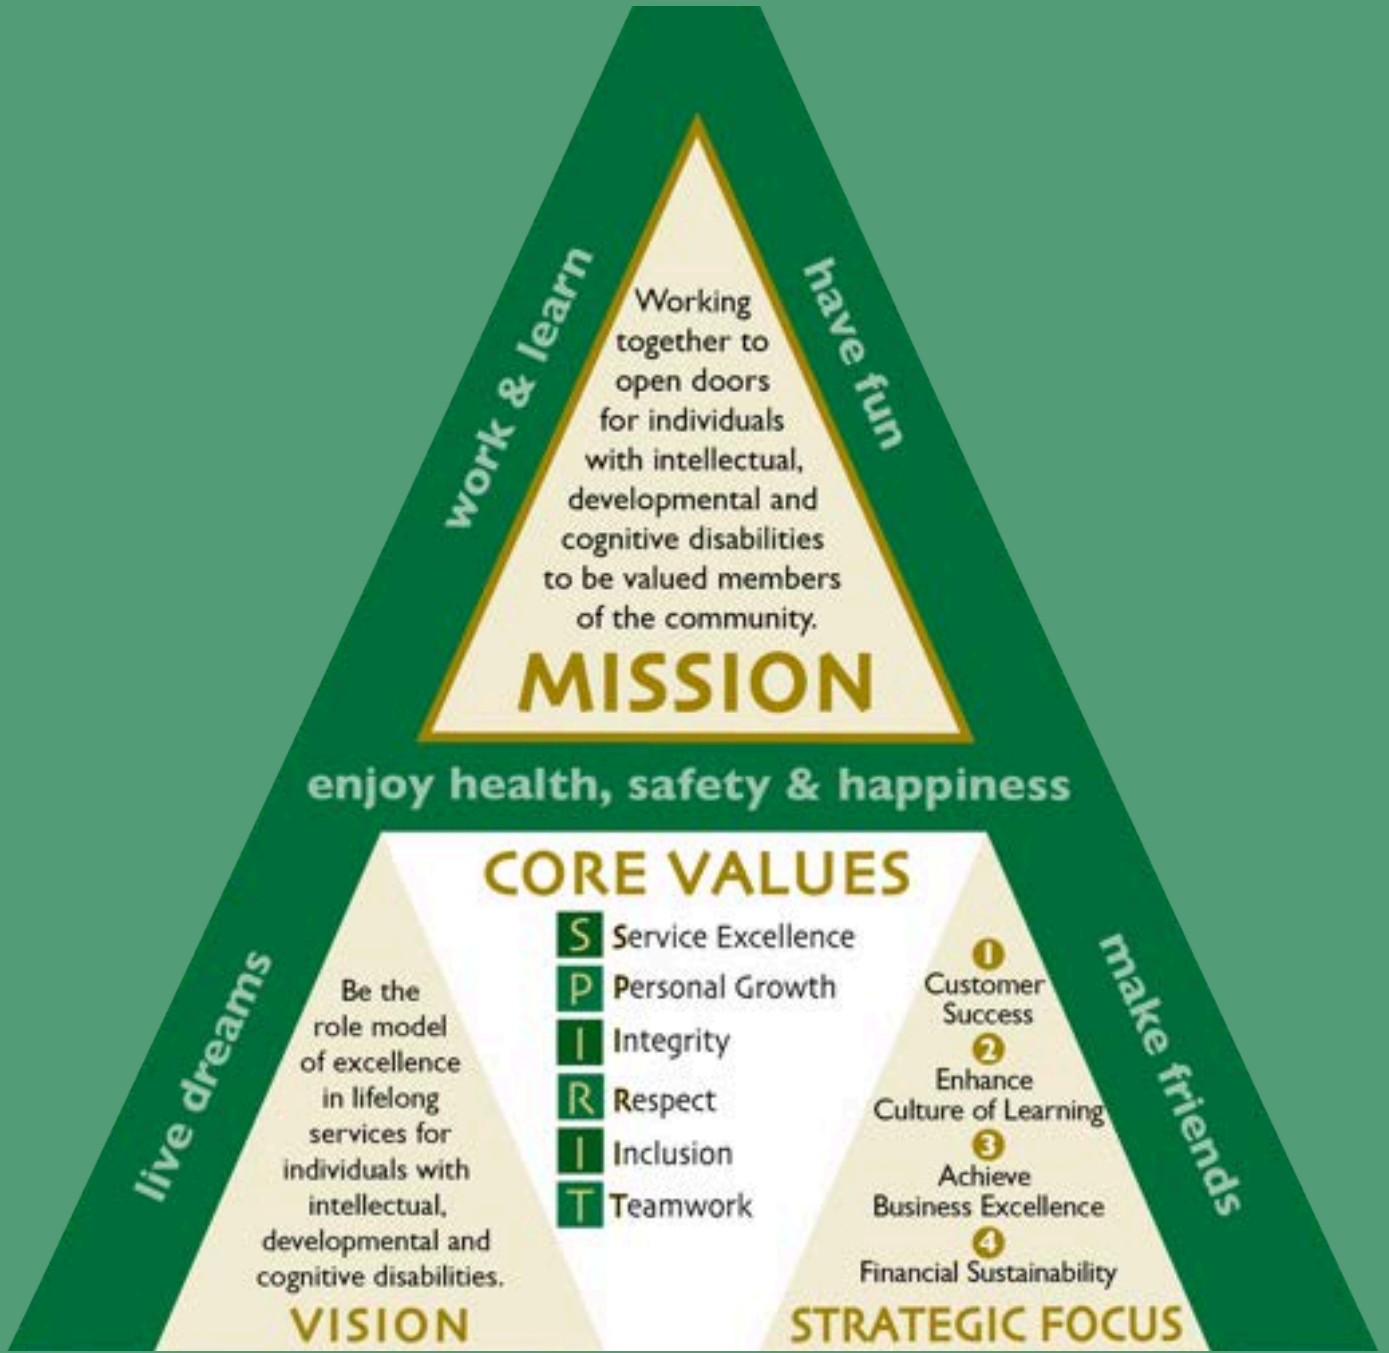 work & learn
have fun
Working
together to
open doors
for individuals
with intellectual,
developmental and
cognitive disabilities
to be valued members
of the community.
MISSION
enjoy health, safety & happiness
live dreams
Be the
role model
of excellence
in lifelong
services for
individuals with
intellectual,
developmental and
cognitive disabilities.
VISION
CORE VALUES
S Service Excellence
P Personal Growth
I Integrity
R Respect
I Inclusion
T Teamwork
1
Customer
Success
2
Enhance
Culture of Learning
3
Achieve
Business Excellence
4
Financial Sustainability
STRATEGIC FOCUS
make friends